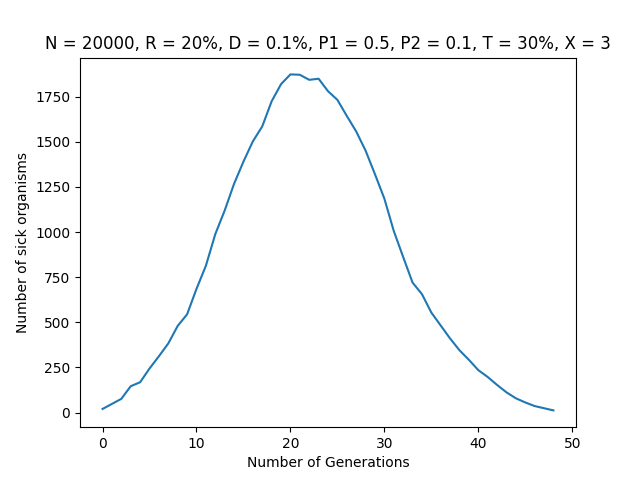 N = 20000, R = 20%, D = 0.1%, P1 = 0.5, P2 = 0.1, T = 30%, X = 3
Number of sick organisms
1750
1500
1250
1000
750
500
250
0
0 10 20 30 40 50
Number of Generations